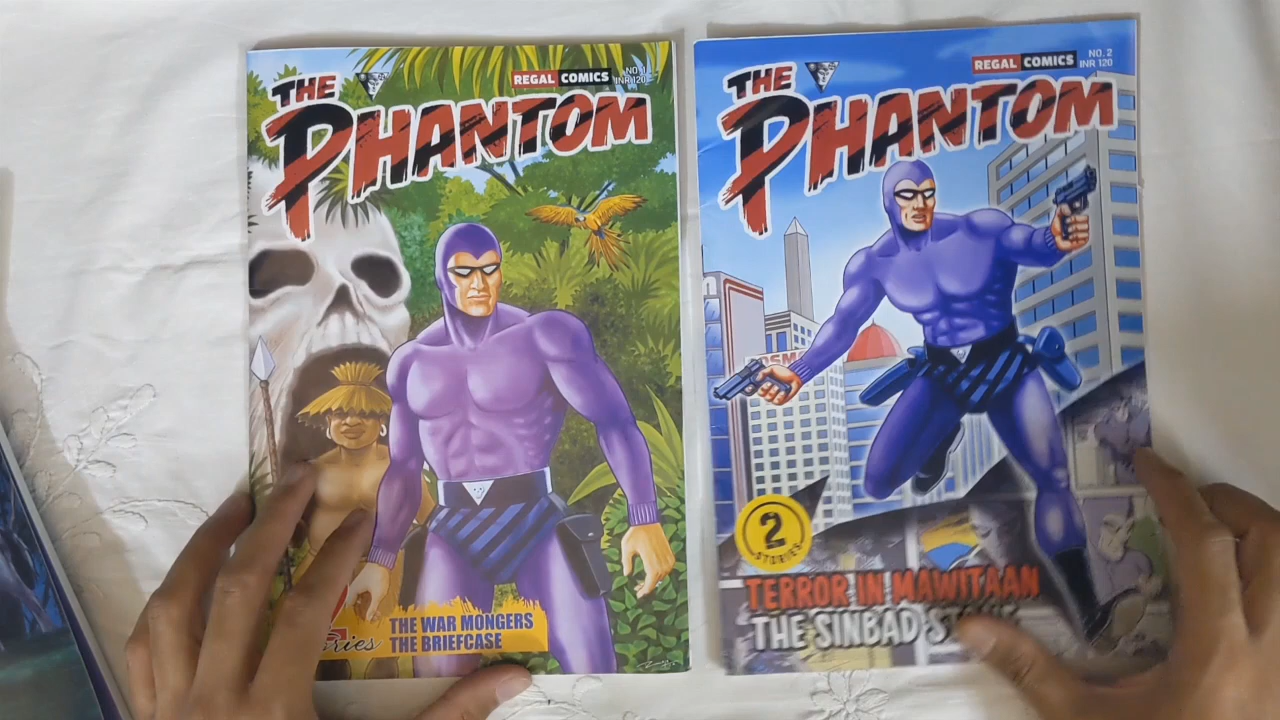 THE
PHANTOM
REGAL COMICS
NO. 1
INR 120
THE WAR MONGERS
THE BRIEFCASE
THE
PHANTOM
REGAL COMICS
NO. 2
INR 120
2
STORIES
TERROR IN MAWITAAN
THE SINBAD